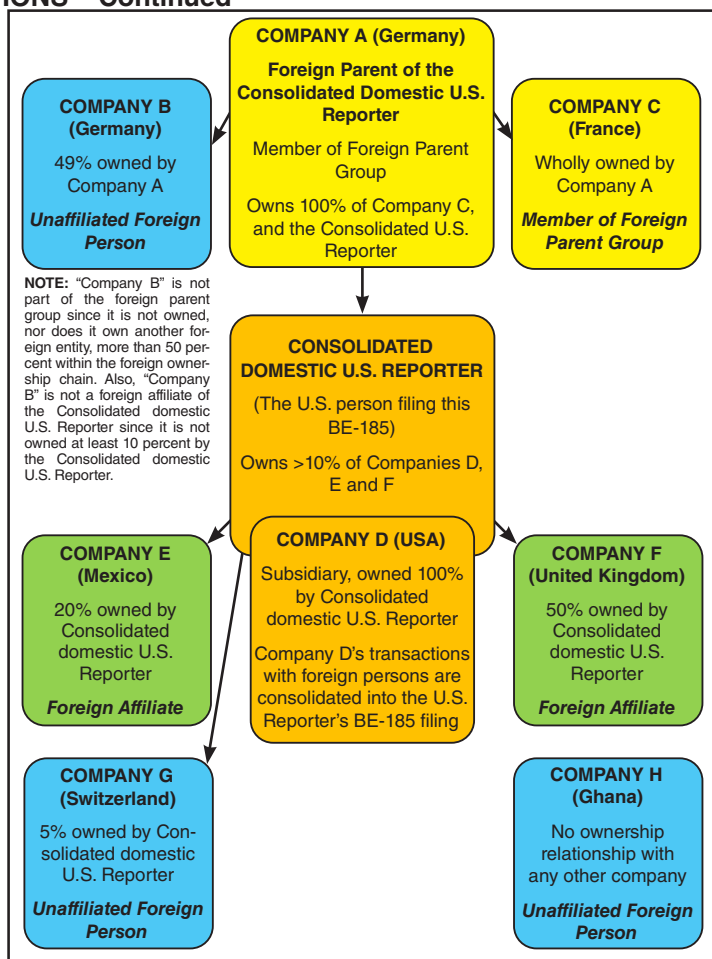 COMPANY A (Germany)
Foreign Parent of the
Consolidated Domestic U.S.
Reporter
Member of Foreign Parent
Group
Owns 100% of Company C,
and the Consolidated U.S.
Reporter
COMPANY B
(Germany)
49% owned by
Company A
Unaffiliated Foreign
Person
COMPANY C
(France)
Wholly owned by
Company A
Member of Foreign
Parent Group
NOTE: "Company B" is not
part of the foreign parent
group since it is not owned,
nor does it own another for-
eign entity, more than 50 per-
cent within the foreign owner-
ship chain. Also, "Company
B" is not a foreign affiliate of
the Consolidated domestic
U.S. Reporter since it is not
owned at least 10 percent by
the Consolidated domestic
U.S. Reporter.
CONSOLIDATED
DOMESTIC U.S. REPORTER
(The U.S. person filing this
BE-185)
Owns >10% of Companies D,
E and F
COMPANY E
(Mexico)
20% owned by
Consolidated
domestic U.S.
Reporter
Foreign Affiliate
COMPANY D (USA)
Subsidiary, owned 100%
by Consolidated
domestic U.S. Reporter
Company D's transactions
with foreign persons are
consolidated into the U.S.
Reporter's BE-185 filing
COMPANY F
(United Kingdom)
50% owned by
Consolidated
domestic U.S.
Reporter
Foreign Affiliate
COMPANY G
(Switzerland)
5% owned by Con-
solidated domestic
U.S. Reporter
Unaffiliated Foreign
Person
COMPANY H
(Ghana)
No ownership
relationship with
any other company
Unaffiliated Foreign
Person